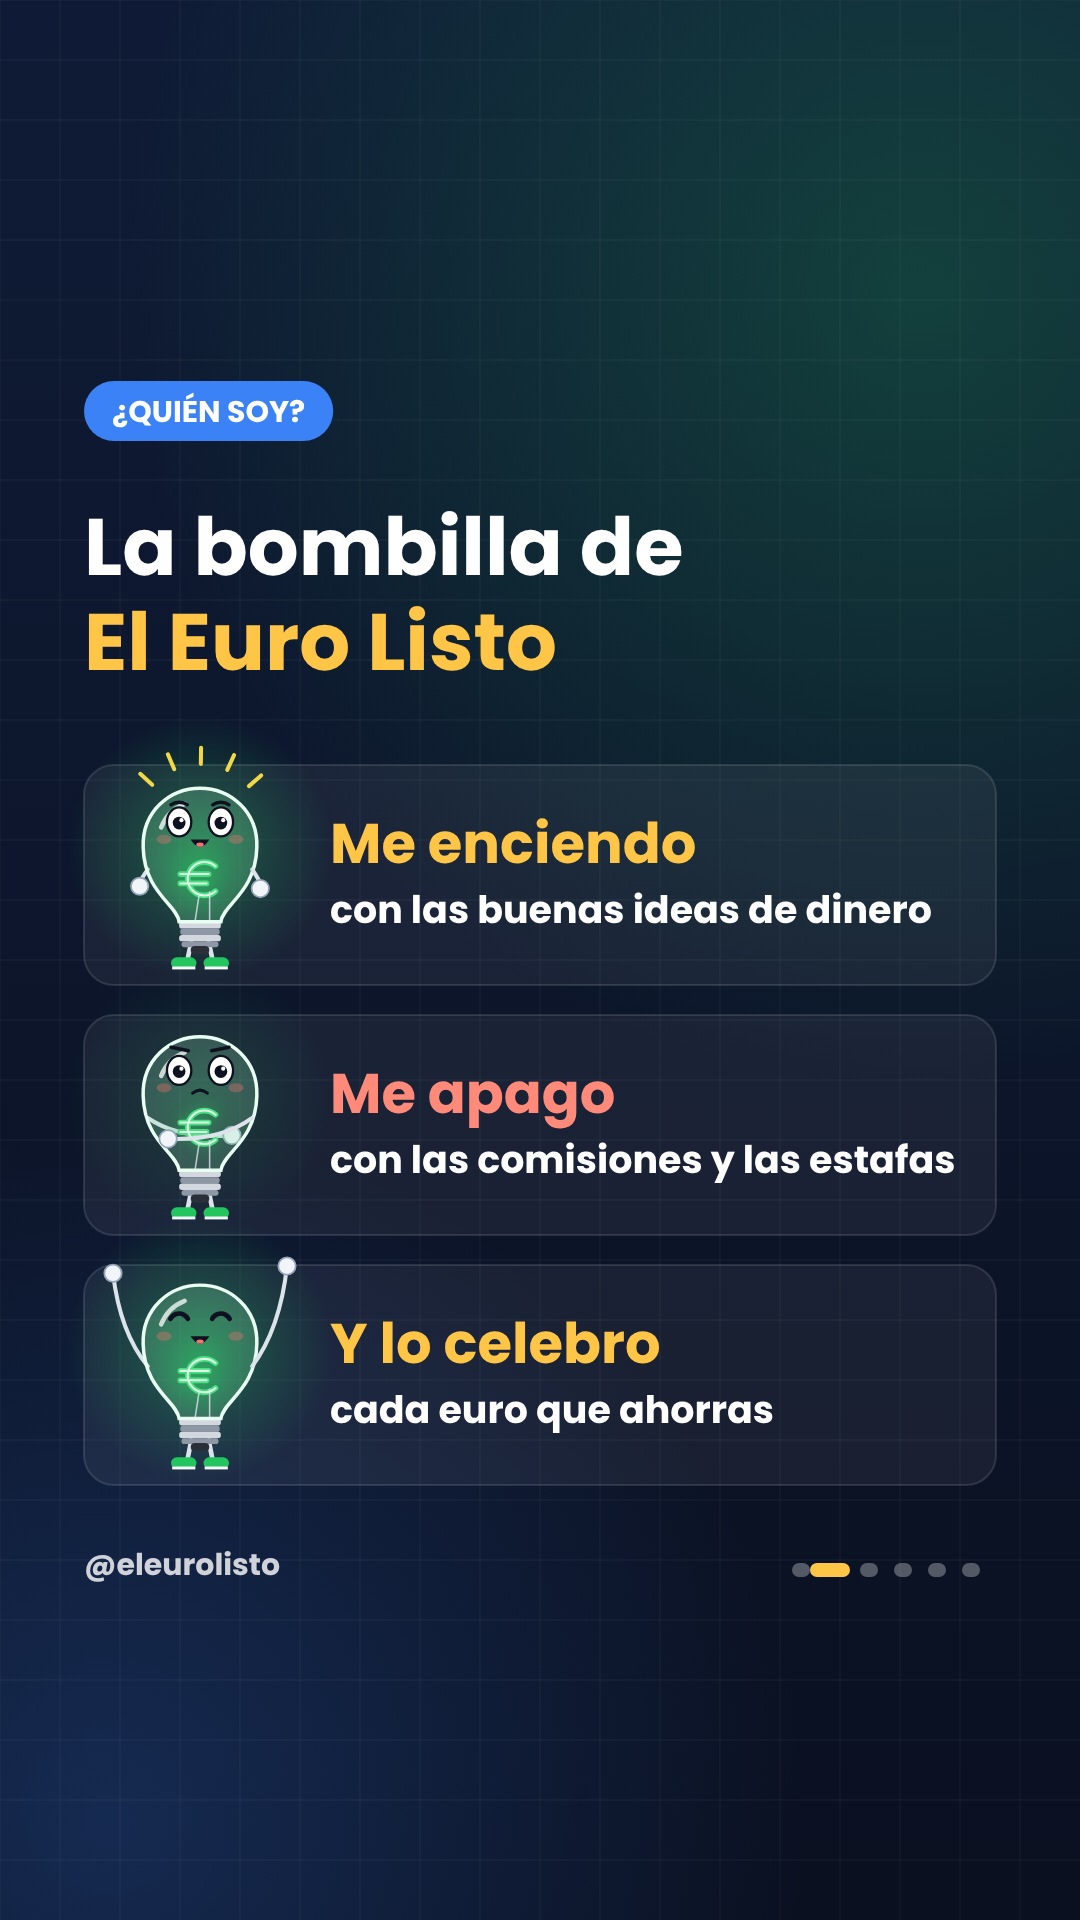 ¿QUIÉN SOY?
La bombilla de
El Euro Listo
€
Me enciendo
con las buenas ideas de dinero
€
Me apago
con las comisiones y las estafas
€
Y lo celebro
cada euro que ahorras
@eleurolisto